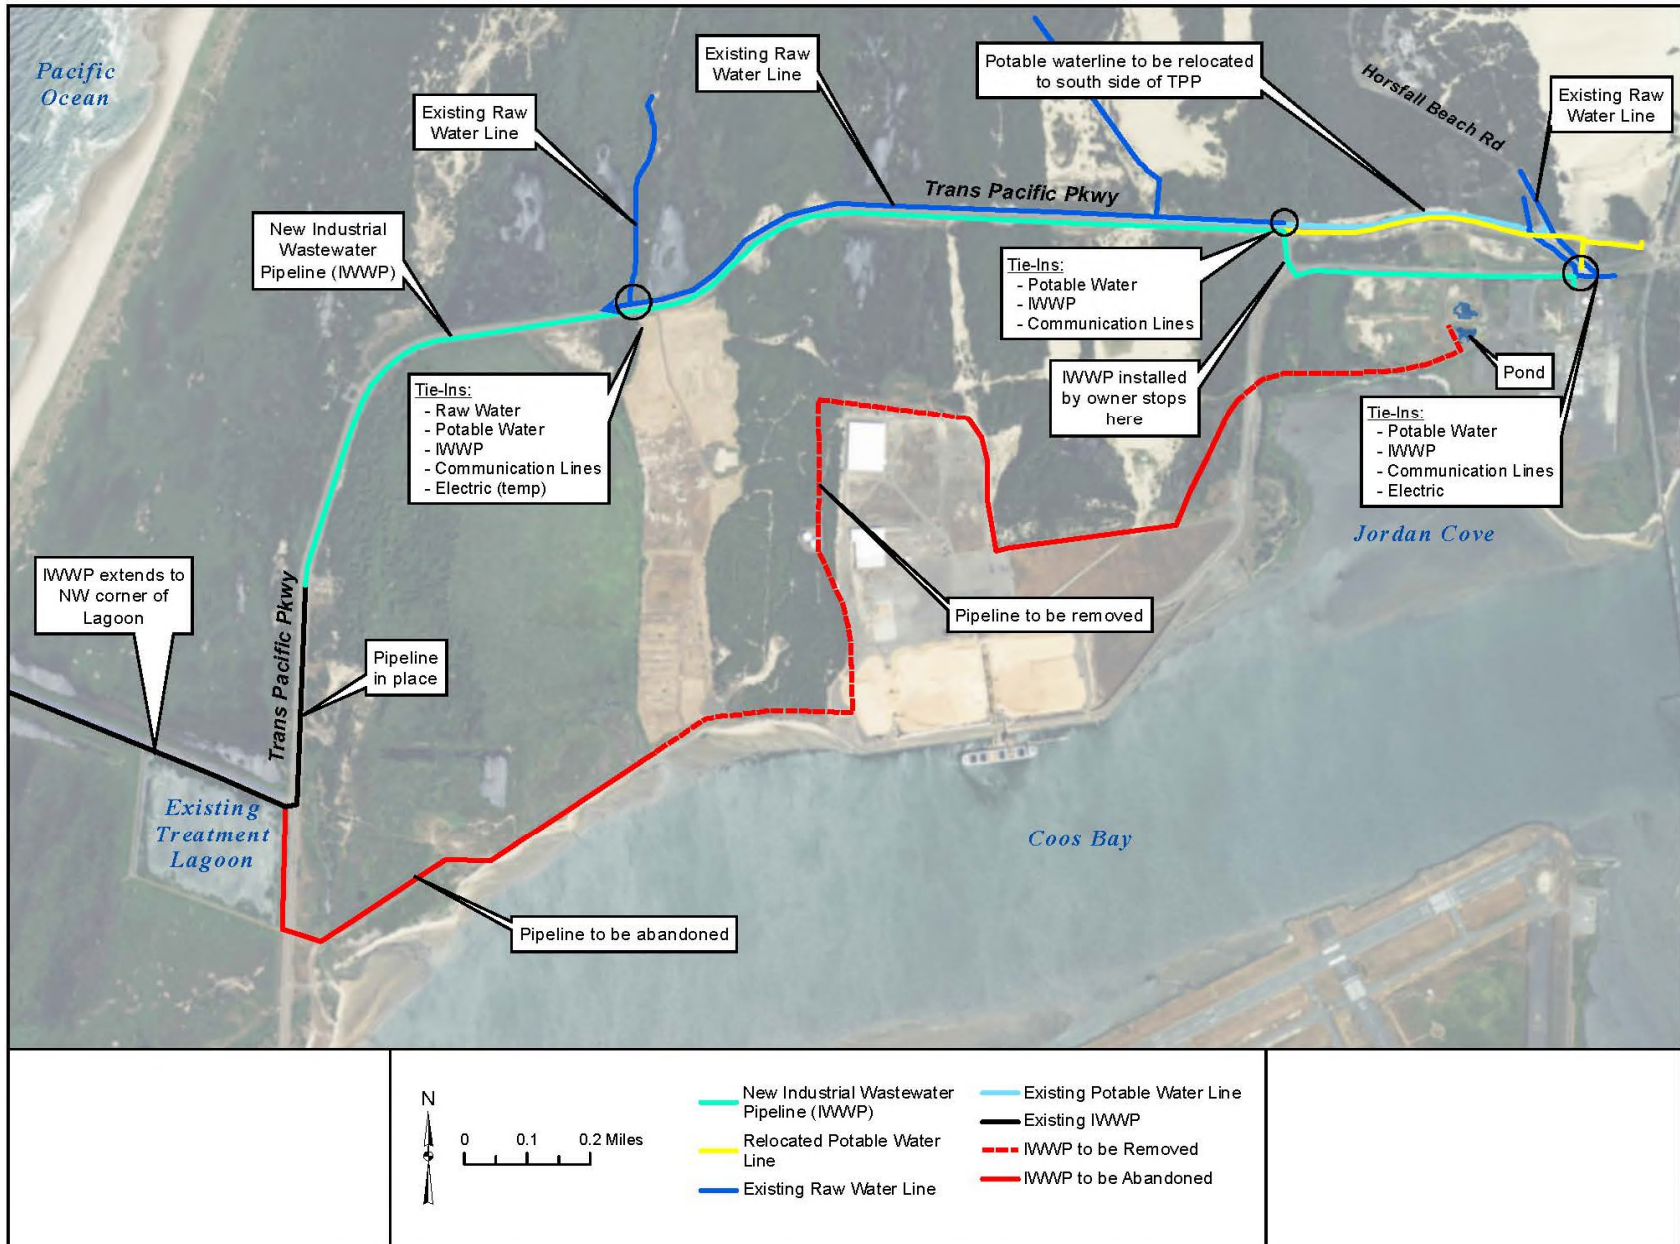 Pacific
Ocean
Existing Raw
Water Line
Existing Raw
Water Line
Potable waterline to be relocated
to south side of TPP
Horsfall Beach Rd
Existing Raw
Water Line
Trans Pacific Pkwy
New Industrial
Wastewater
Pipeline (IWWP)
Tie-Ins:
- Potable Water
- IWWP
- Communication Lines
IWWP installed
by owner stops
here
Pond
Tie-Ins:
- Raw Water
- Potable Water
- IWWP
- Communication Lines
- Electric (temp)
Tie-Ins:
- Potable Water
- IWWP
- Communication Lines
- Electric
Jordan Cove
IWWP extends to
NW corner of
Lagoon
Trans Pacific Pkwy
Pipeline
in place
Pipeline to be removed
Existing
Treatment
Lagoon
Coos Bay
Pipeline to be abandoned
N
0 0.1 0.2 Miles
New Industrial Wastewater
Pipeline (IWWP)
Relocated Potable Water
Line
Existing Raw Water Line
Existing Potable Water Line
Existing IWWP
IWWP to be Removed
IWWP to be Abandoned